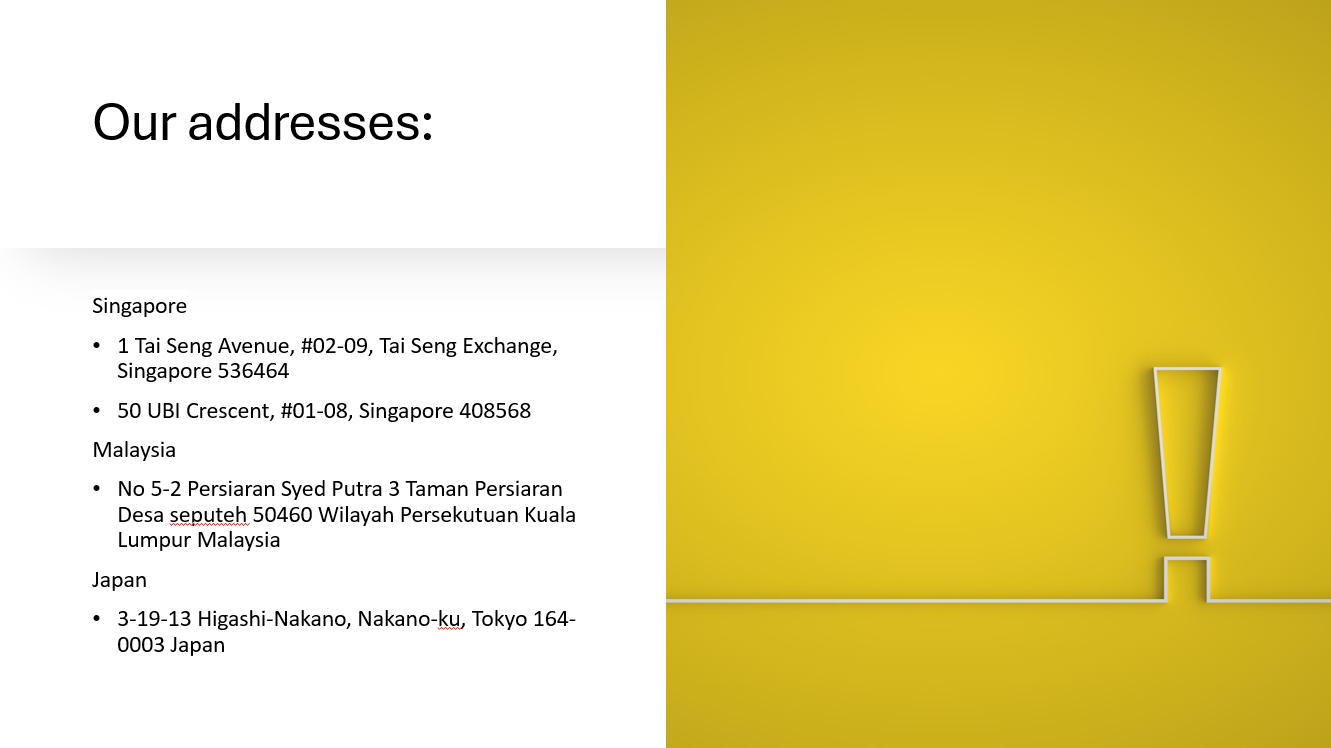 Our addresses:
Singapore
• 1 Tai Seng Avenue, #02-09, Tai Seng Exchange,
Singapore 536464
• 50 UBI Crescent, #01-08, Singapore 408568
Malaysia
• No 5-2 Persiaran Syed Putra 3 Taman Persiaran
Desa seputeh 50460 Wilayah Persekutuan Kuala
Lumpur Malaysia
Japan
• 3-19-13 Higashi-Nakano, Nakano-ku, Tokyo 164-
0003 Japan